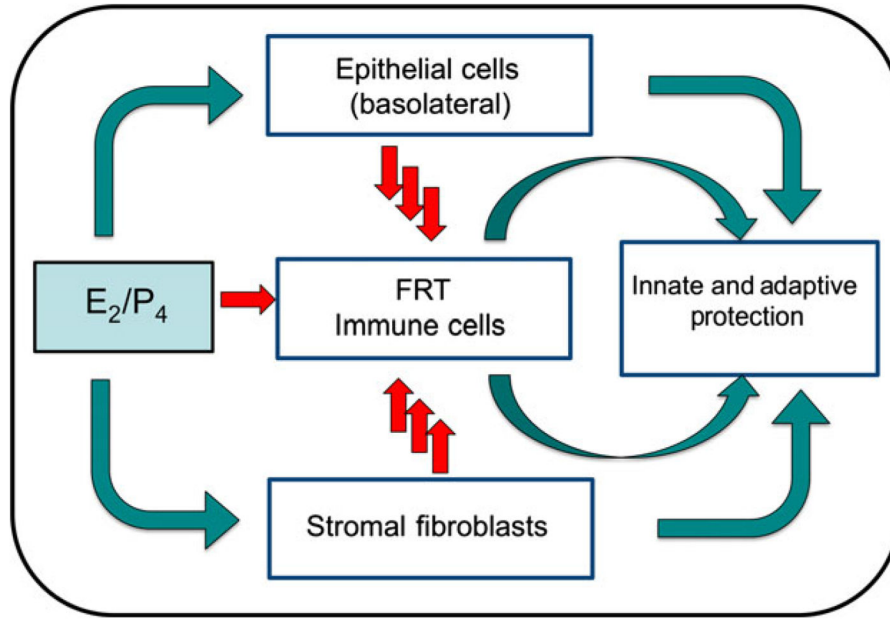 Epithelial cells
(basolateral)
E₂/P₄
FRT
Immune cells
Innate and adaptive
protection
Stromal fibroblasts